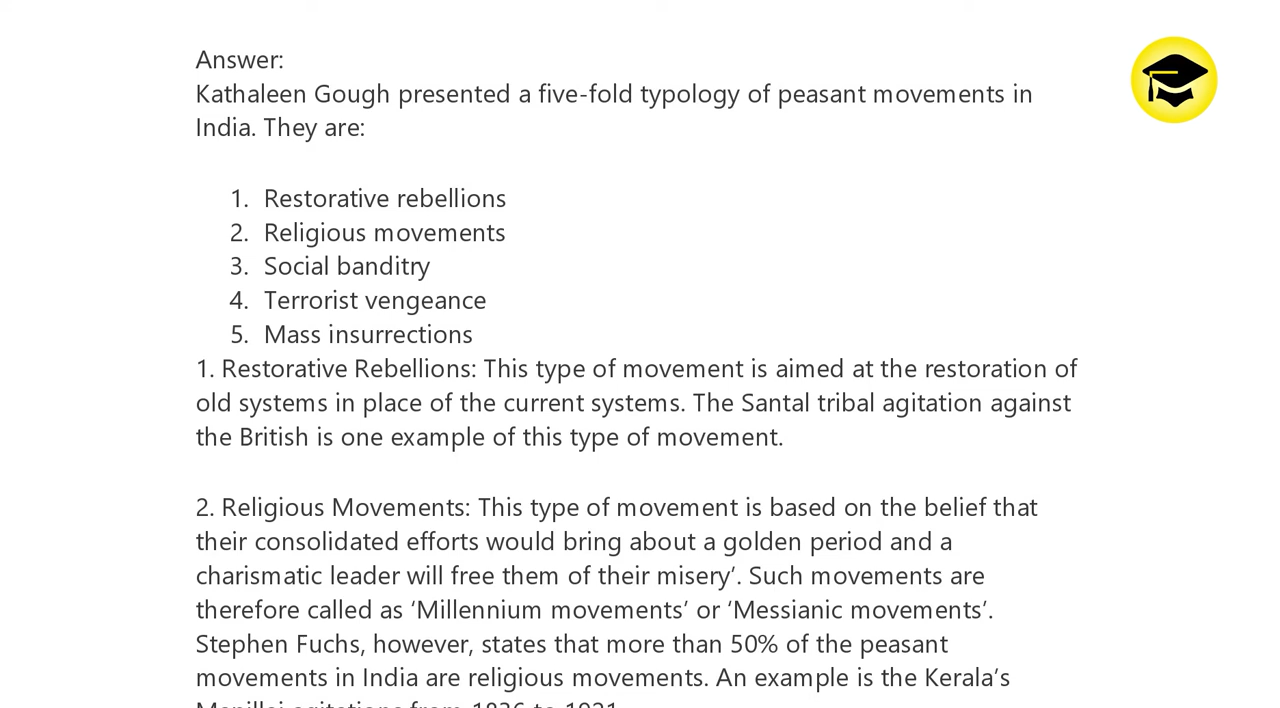 Answer:
Kathaleen Gough presented a five-fold typology of peasant movements in
India. They are:
1. Restorative rebellions
2. Religious movements
3. Social banditry
4. Terrorist vengeance
5. Mass insurrections
1. Restorative Rebellions: This type of movement is aimed at the restoration of
old systems in place of the current systems. The Santal tribal agitation against
the British is one example of this type of movement.
2. Religious Movements: This type of movement is based on the belief that
their consolidated efforts would bring about a golden period and a
charismatic leader will free them of their misery’. Such movements are
therefore called as ‘Millennium movements’ or ‘Messianic movements’.
Stephen Fuchs, however, states that more than 50% of the peasant
movements in India are religious movements. An example is the Kerala’s
agitations from 1836 to 1921